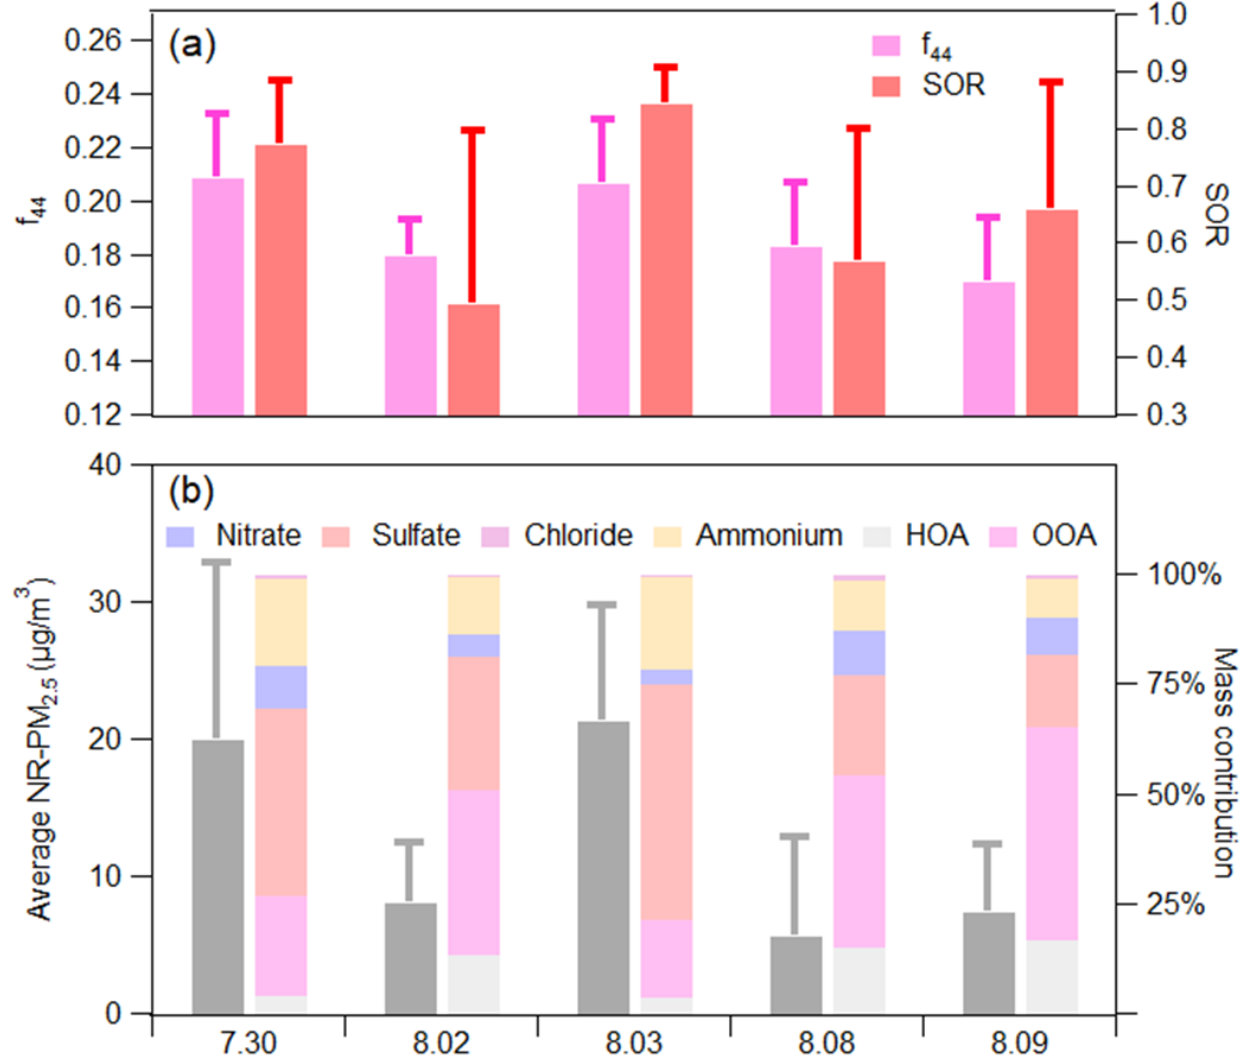 (a)
f44
SOR
0.26
0.24
0.22
0.20
0.18
0.16
0.14
0.12
f44
1.0
0.9
0.8
0.7
0.6
0.5
0.4
0.3
SOR
(b)
Nitrate Sulfate Chloride Ammonium HOA OOA
40
30
20
10
0
Average NR-PM2.5 (µg/m3)
100%
75%
50%
25%
Mass contribution
7.30 8.02 8.03 8.08 8.09